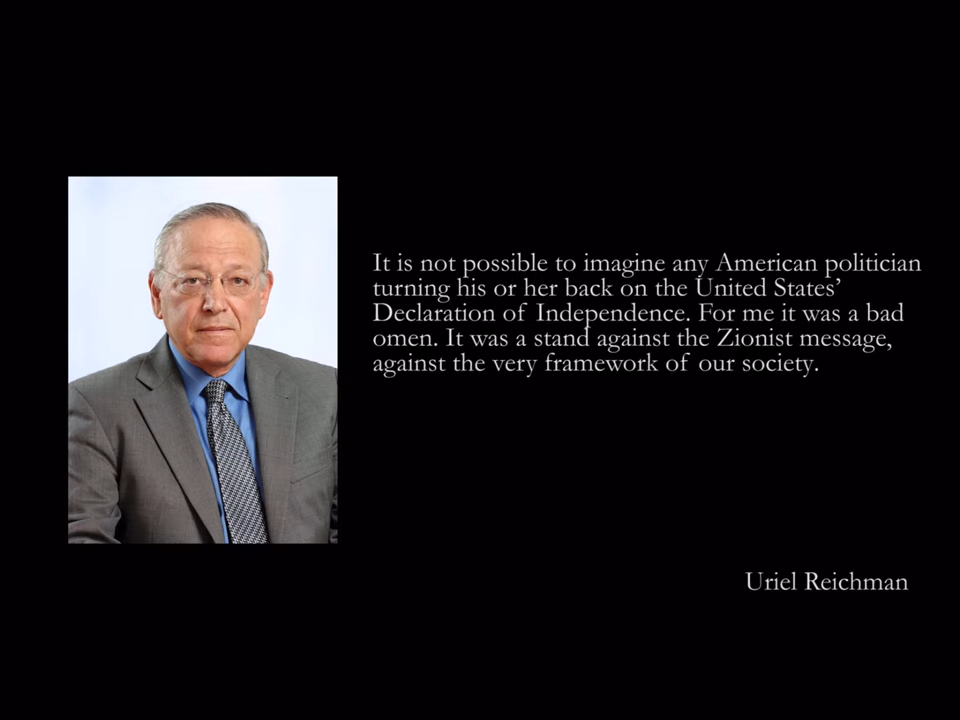 It is not possible to imagine any American politician
turning his or her back on the United States’
Declaration of Independence. For me it was a bad
omen. It was a stand against the Zionist message,
against the very framework of our society.
Uriel Reichman